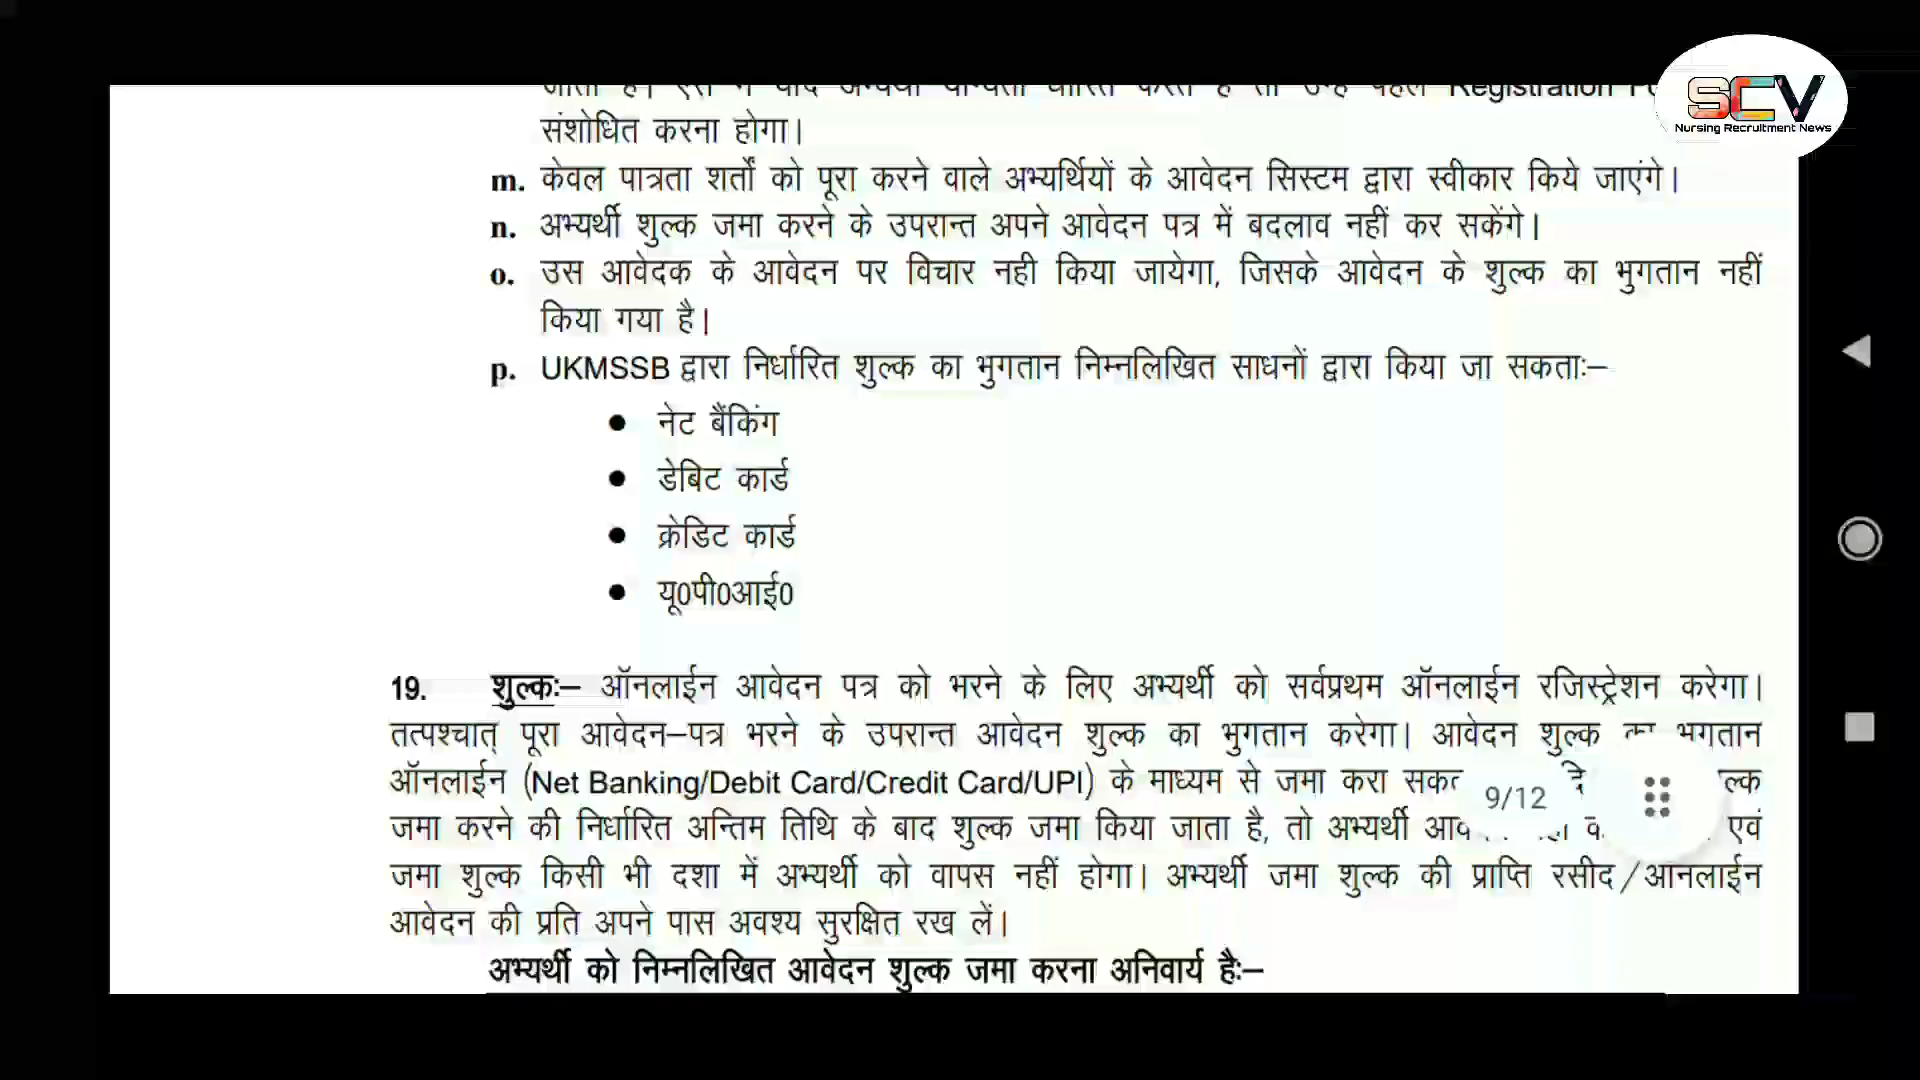 SCV
Nursing Recruitment News
Registration
संशोधित करना होगा।
m. केवल पात्रता शर्तों को पूरा करने वाले अभ्यर्थियों के आवेदन सिस्टम द्वारा स्वीकार किये जाएंगे।
n. अभ्यर्थी शुल्क जमा करने के उपरान्त अपने आवेदन पत्र में बदलाव नहीं कर सकेंगे।
o. उस आवेदक के आवेदन पर विचार नही किया जायेगा, जिसके आवेदन के शुल्क का भुगतान नहीं
किया गया है।
p. UKMSSB द्वारा निर्धारित शुल्क का भुगतान निम्नलिखित साधनों द्वारा किया जा सकताः–
● नेट बैंकिंग
● डेबिट कार्ड
● क्रेडिट कार्ड
● यू0पी0आई0
19. शुल्कः– ऑनलाईन आवेदन पत्र को भरने के लिए अभ्यर्थी को सर्वप्रथम ऑनलाईन रजिस्ट्रेशन करेगा।
तत्पश्चात् पूरा आवेदन–पत्र भरने के उपरान्त आवेदन शुल्क का भुगतान करेगा। आवेदन शुल्क का भुगतान
ऑनलाईन (Net Banking/Debit Card/Credit Card/UPI) के माध्यम से जमा करा
9/12
जमा करने की निर्धारित अन्तिम तिथि के बाद शुल्क जमा किया जाता है, तो अभ्यर्थी एवं
जमा शुल्क किसी भी दशा में अभ्यर्थी को वापस नहीं होगा। अभ्यर्थी जमा शुल्क की प्राप्ति रसीद/आनलाईन
आवेदन की प्रति अपने पास अवश्य सुरक्षित रख लें।
अभ्यर्थी को निम्नलिखित आवेदन शुल्क जमा करना अनिवार्य हैः–